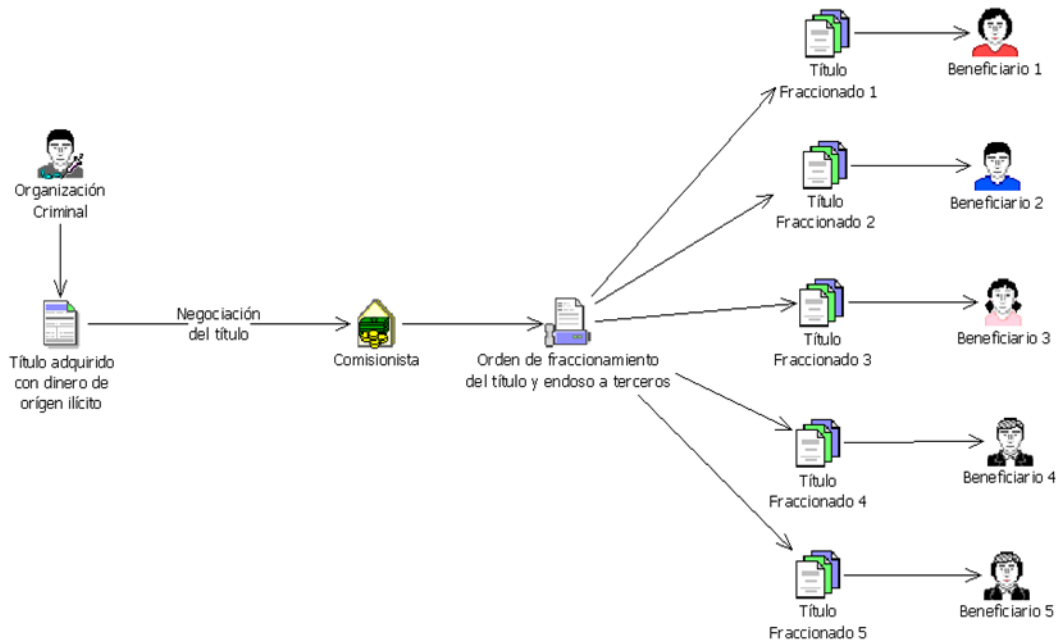 Organización
Criminal
Título adquirido
con dinero de
orígen ilícito
Negociación
del título
Comisionista
Orden de fraccionamiento
del título y endoso a terceros
Título
Fraccionado 1
Beneficiario 1
Título
Fraccionado 2
Beneficiario 2
Título
Fraccionado 3
Beneficiario 3
Título
Fraccionado 4
Beneficiario 4
Título
Fraccionado 5
Beneficiario 5